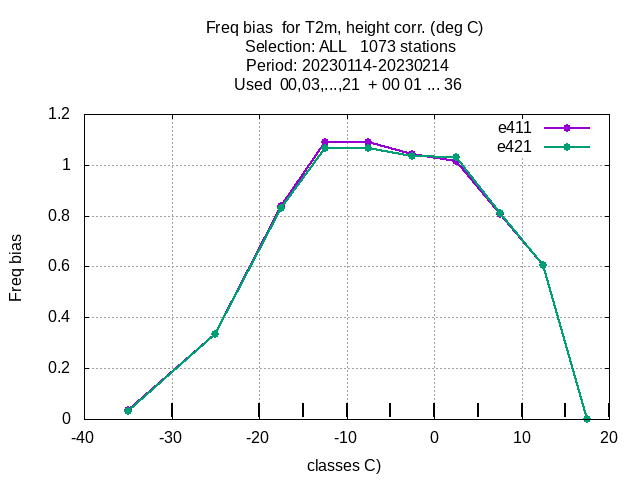 Freq bias  for T2m, height corr. (deg C)
Selection: ALL   1073 stations
Period: 20230114-20230214
Used  00,03,...,21  + 00 01 ... 36
e411
e421
1.2
1
0.8
0.6
0.4
0.2
0
Freq bias
-40 -30 -20 -10 0 10 20
classes C)